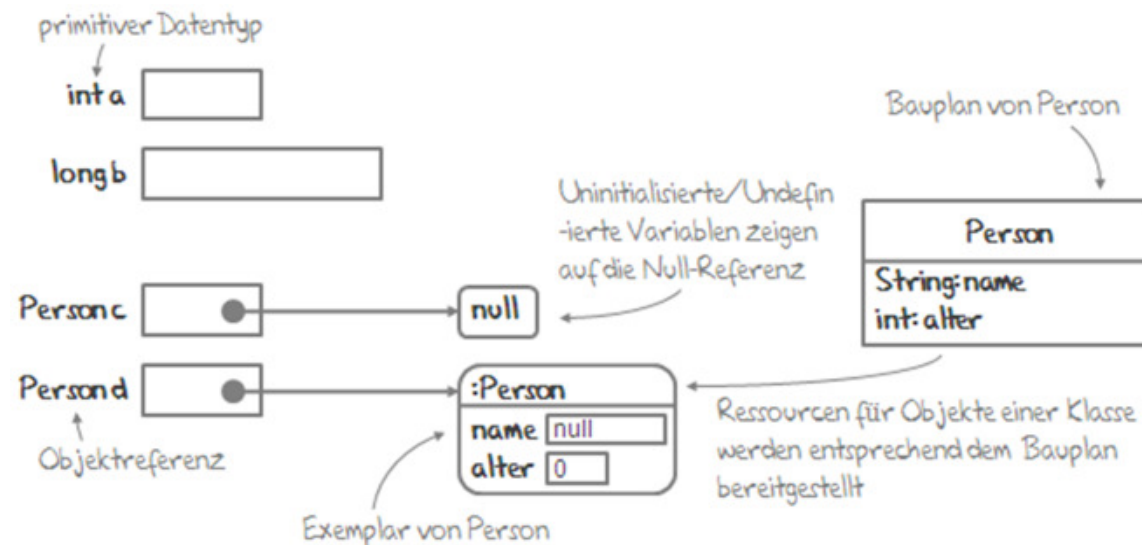 primitiver Datentyp
int a
long b
Bauplan von Person
Uninitialisierte/Undefin
-ierte Variablen zeigen
auf die Null-Referenz
Person
String:name
int:alter
Person c
null
Person d
:Person
name null
alter 0
Objektreferenz
Ressourcen für Objekte einer Klasse
werden entsprechend dem Bauplan
bereitgestellt
Exemplar von Person